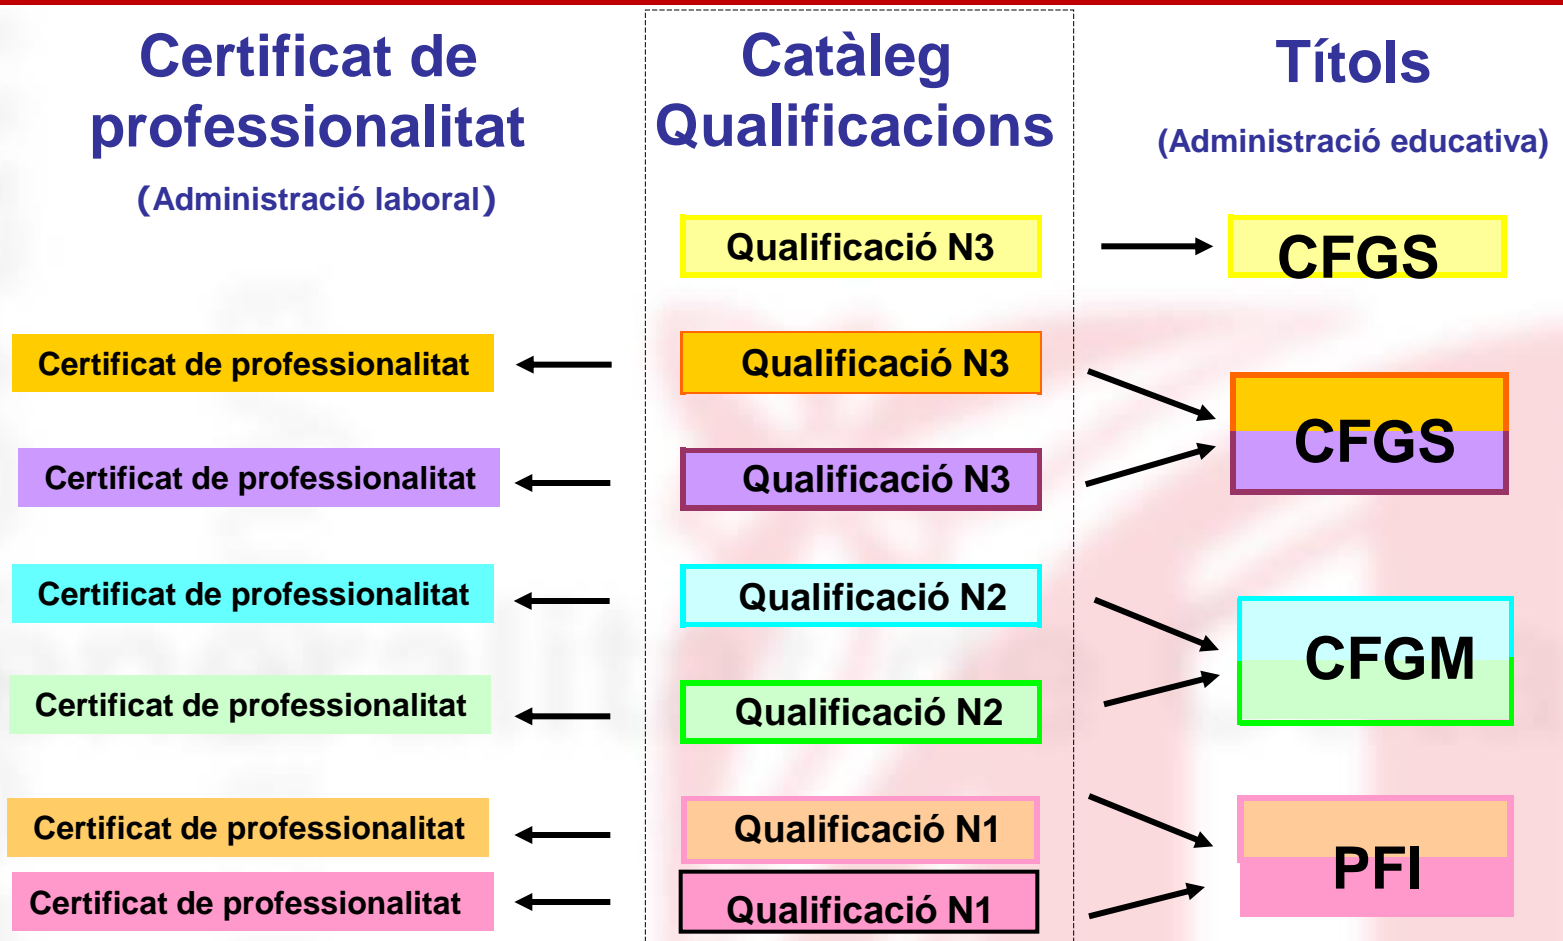 Certificat de
professionalitat
(Administració laboral)
Catàleg
Qualificacions
Títols
(Administració educativa)
Qualificació N3
CFGS
Certificat de professionalitat
Qualificació N3
CFGS
Certificat de professionalitat
Qualificació N3
Certificat de professionalitat
Qualificació N2
CFGM
Certificat de professionalitat
Qualificació N2
Certificat de professionalitat
Qualificació N1
PFI
Certificat de professionalitat
Qualificació N1